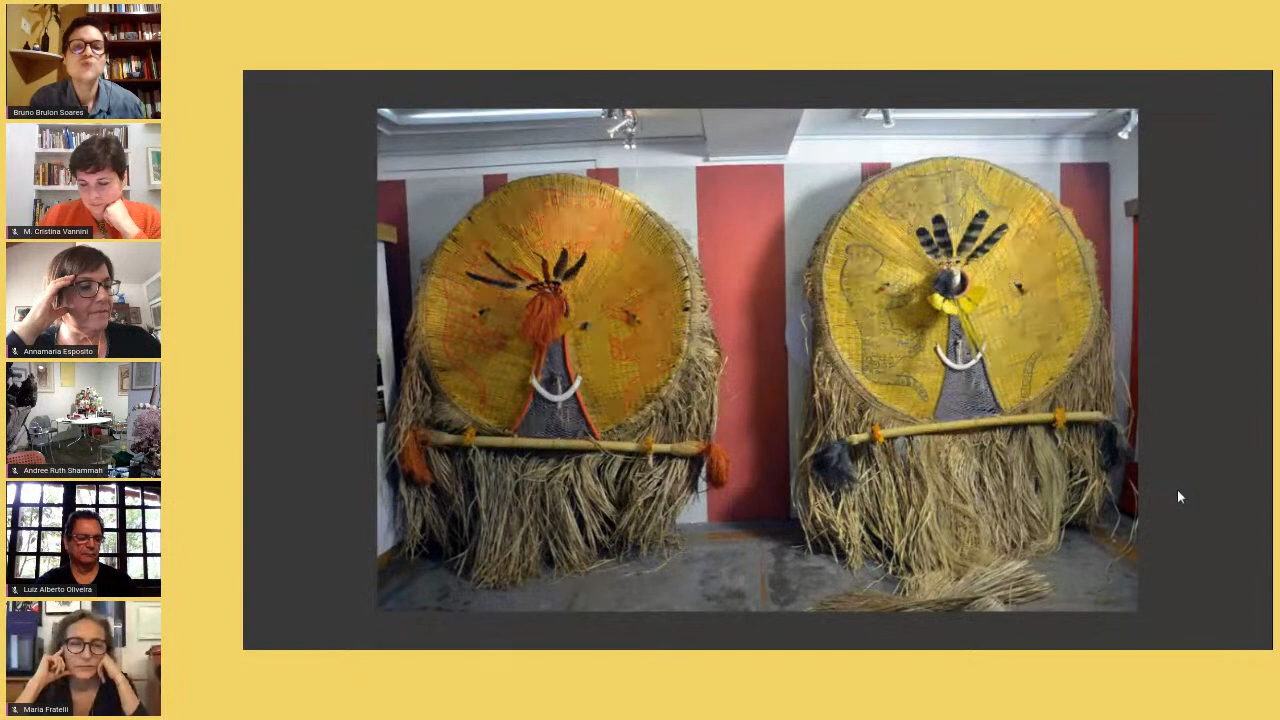 Bruno Brulon Soares
M. Cristina Vannini
Annamaria Esposito
Andree Ruth Shammah
Luiz Alberto Oliveira
Maria Fratelli